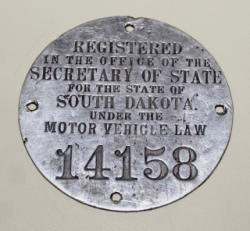 REGISTERED
IN THE OFFICE OF THE
SECRETARY OF STATE
FOR THE STATE OF
SOUTH DAKOTA.
UNDER THE
MOTOR VEHICLE LAW
14158